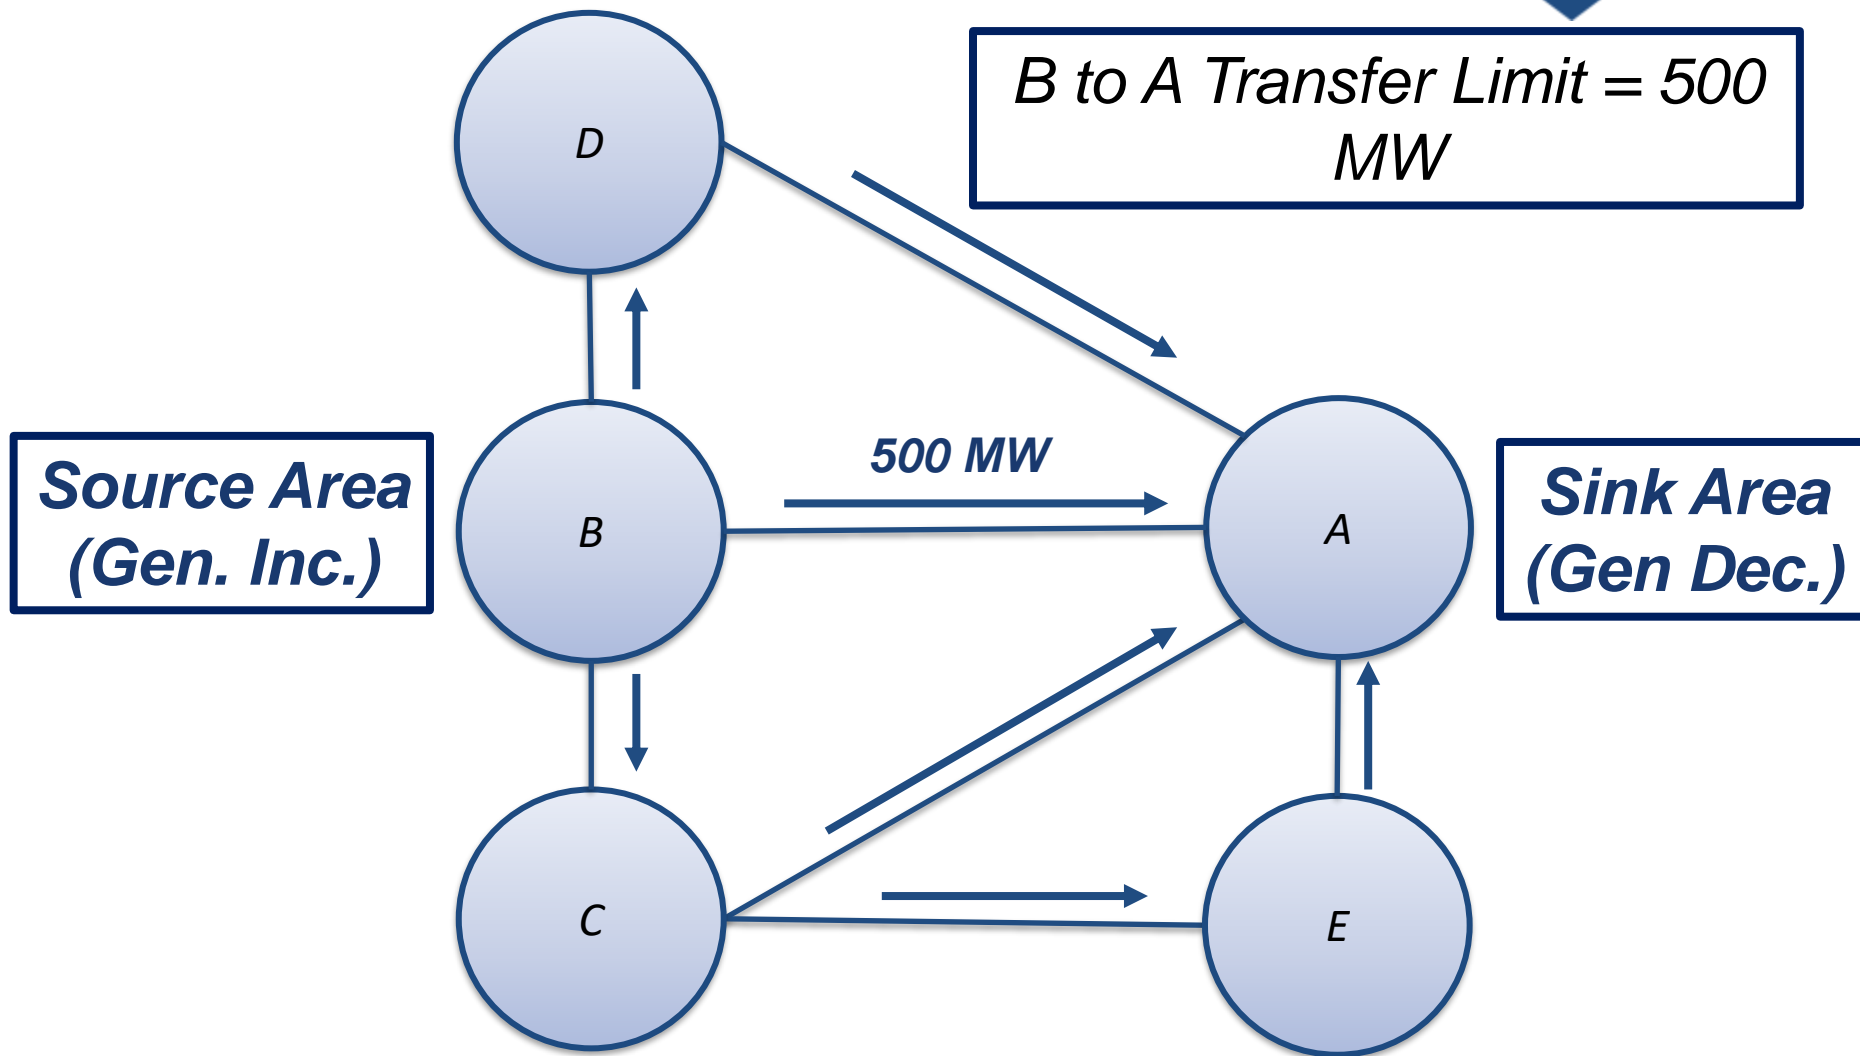 B to A Transfer Limit = 500
MW
D
500 MW
Source Area
(Gen. Inc.)
B
A
Sink Area
(Gen Dec.)
C
E